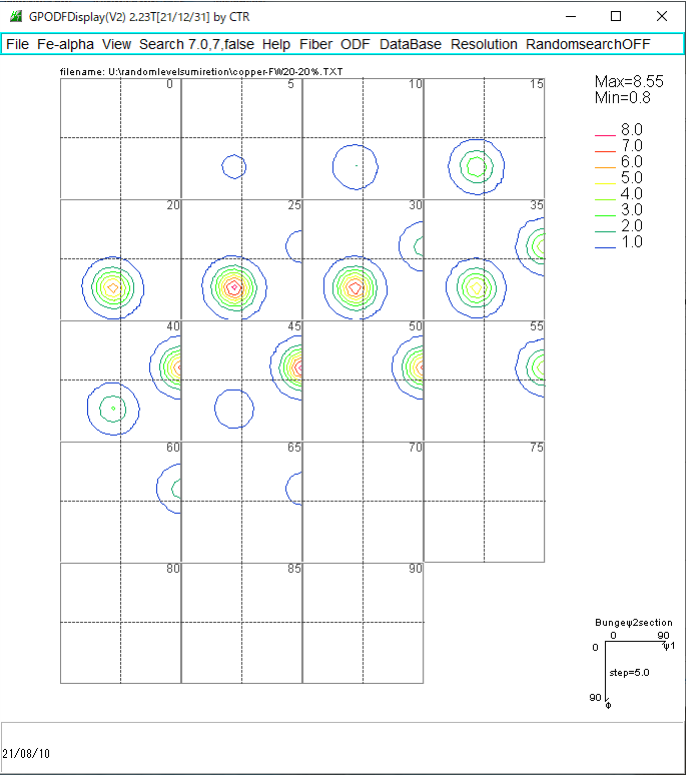 GPODFDisplay(V2) 2.23T[21/12/31] by CTR
File Fe-alpha View Search 7.0,7,false Help Fiber ODF DataBase Resolution RandomsearchOFF
filename: U:\randomlevelsumiretion\copper-FW20-20%.TXT
0 5 10 15
Max=8.55
Min=0.8
8.0
7.0
6.0
5.0
4.0
3.0
2.0
1.0
20 25 30 35
40 45 50 55
60 65 70 75
80 85 90
Bungeψ2section
0 90
0 ψ1
step=5.0
90
Φ
21/08/10